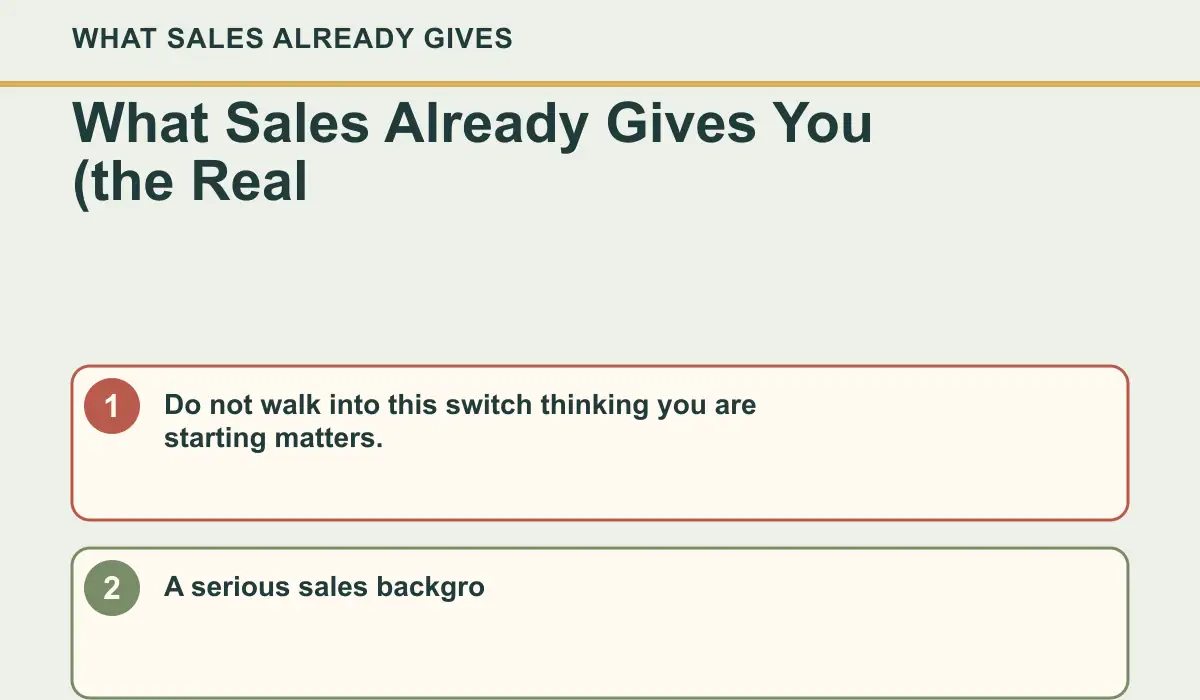 WHAT SALES ALREADY GIVES
What Sales Already Gives You
(the Real
1
Do not walk into this switch thinking you are
starting matters.
2
A serious sales backgro